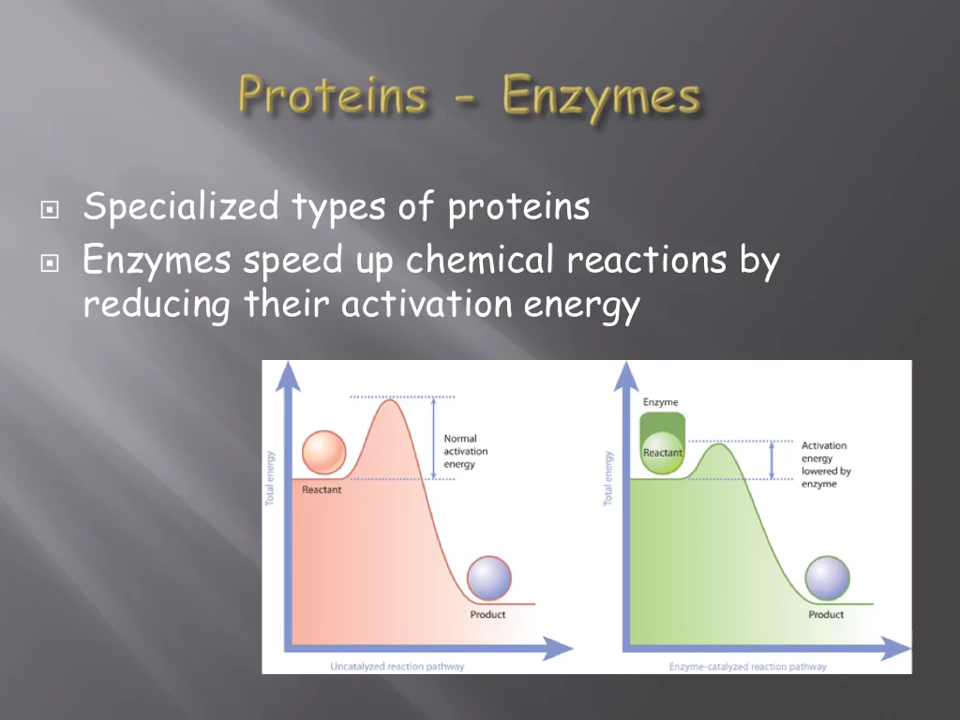 Proteins - Enzymes
Specialized types of proteins
Enzymes speed up chemical reactions by
reducing their activation energy
Total energy
Reactant
Normal
activation
energy
Product
Uncatalyzed reaction pathway
Total energy
Enzyme
Reactant
Activation
energy
lowered by
enzyme
Product
Enzyme-catalyzed reaction pathway